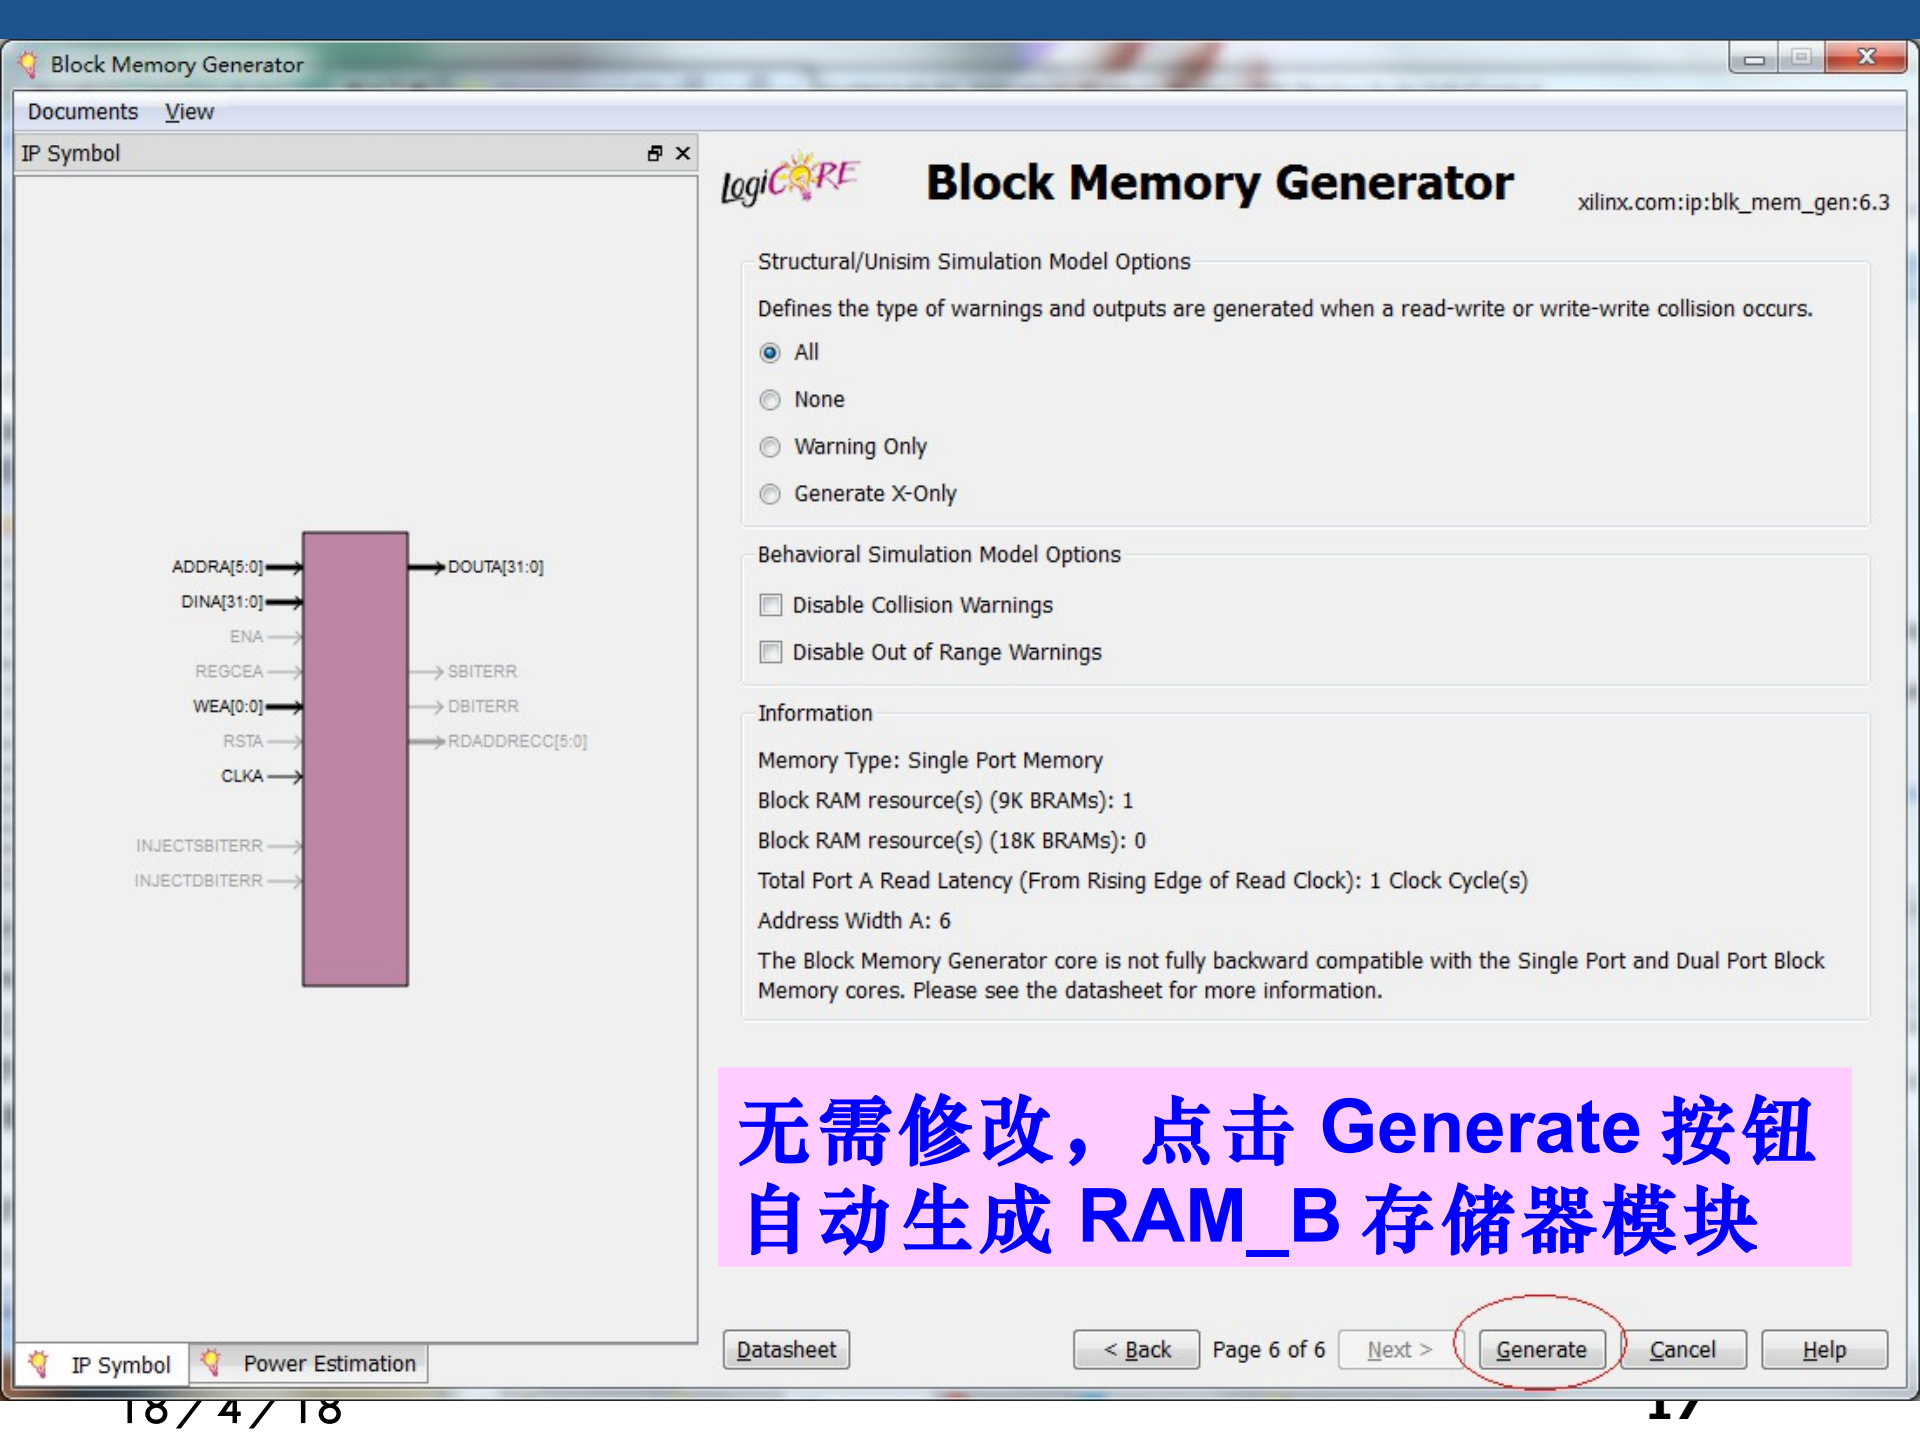 Block Memory Generator
Documents View
IP Symbol
LogiCORE
Block Memory Generator
xilinx.com:ip:blk_mem_gen:6.3
Structural/Unisim Simulation Model Options
Defines the type of warnings and outputs are generated when a read-write or write-write collision occurs.
All
None
Warning Only
Generate X-Only
Behavioral Simulation Model Options
Disable Collision Warnings
Disable Out of Range Warnings
Information
Memory Type: Single Port Memory
Block RAM resource(s) (9K BRAMs): 1
Block RAM resource(s) (18K BRAMs): 0
Total Port A Read Latency (From Rising Edge of Read Clock): 1 Clock Cycle(s)
Address Width A: 6
The Block Memory Generator core is not fully backward compatible with the Single Port and Dual Port Block
Memory cores. Please see the datasheet for more information.
ADDRA[5:0]
DOUTA[31:0]
DINA[31:0]
ENA
REGCEA
SBITERR
WEA[0:0]
DBITERR
RSTA
RDADDRECC[5:0]
CLKA
INJECTSBITERR
INJECTDBITERR
无需修改，点击 Generate 按钮
自动生成 RAM_B 存储器模块
Datasheet
< Back
Page 6 of 6
Next >
Generate
Cancel
Help
IP Symbol
Power Estimation
18/4/18
17